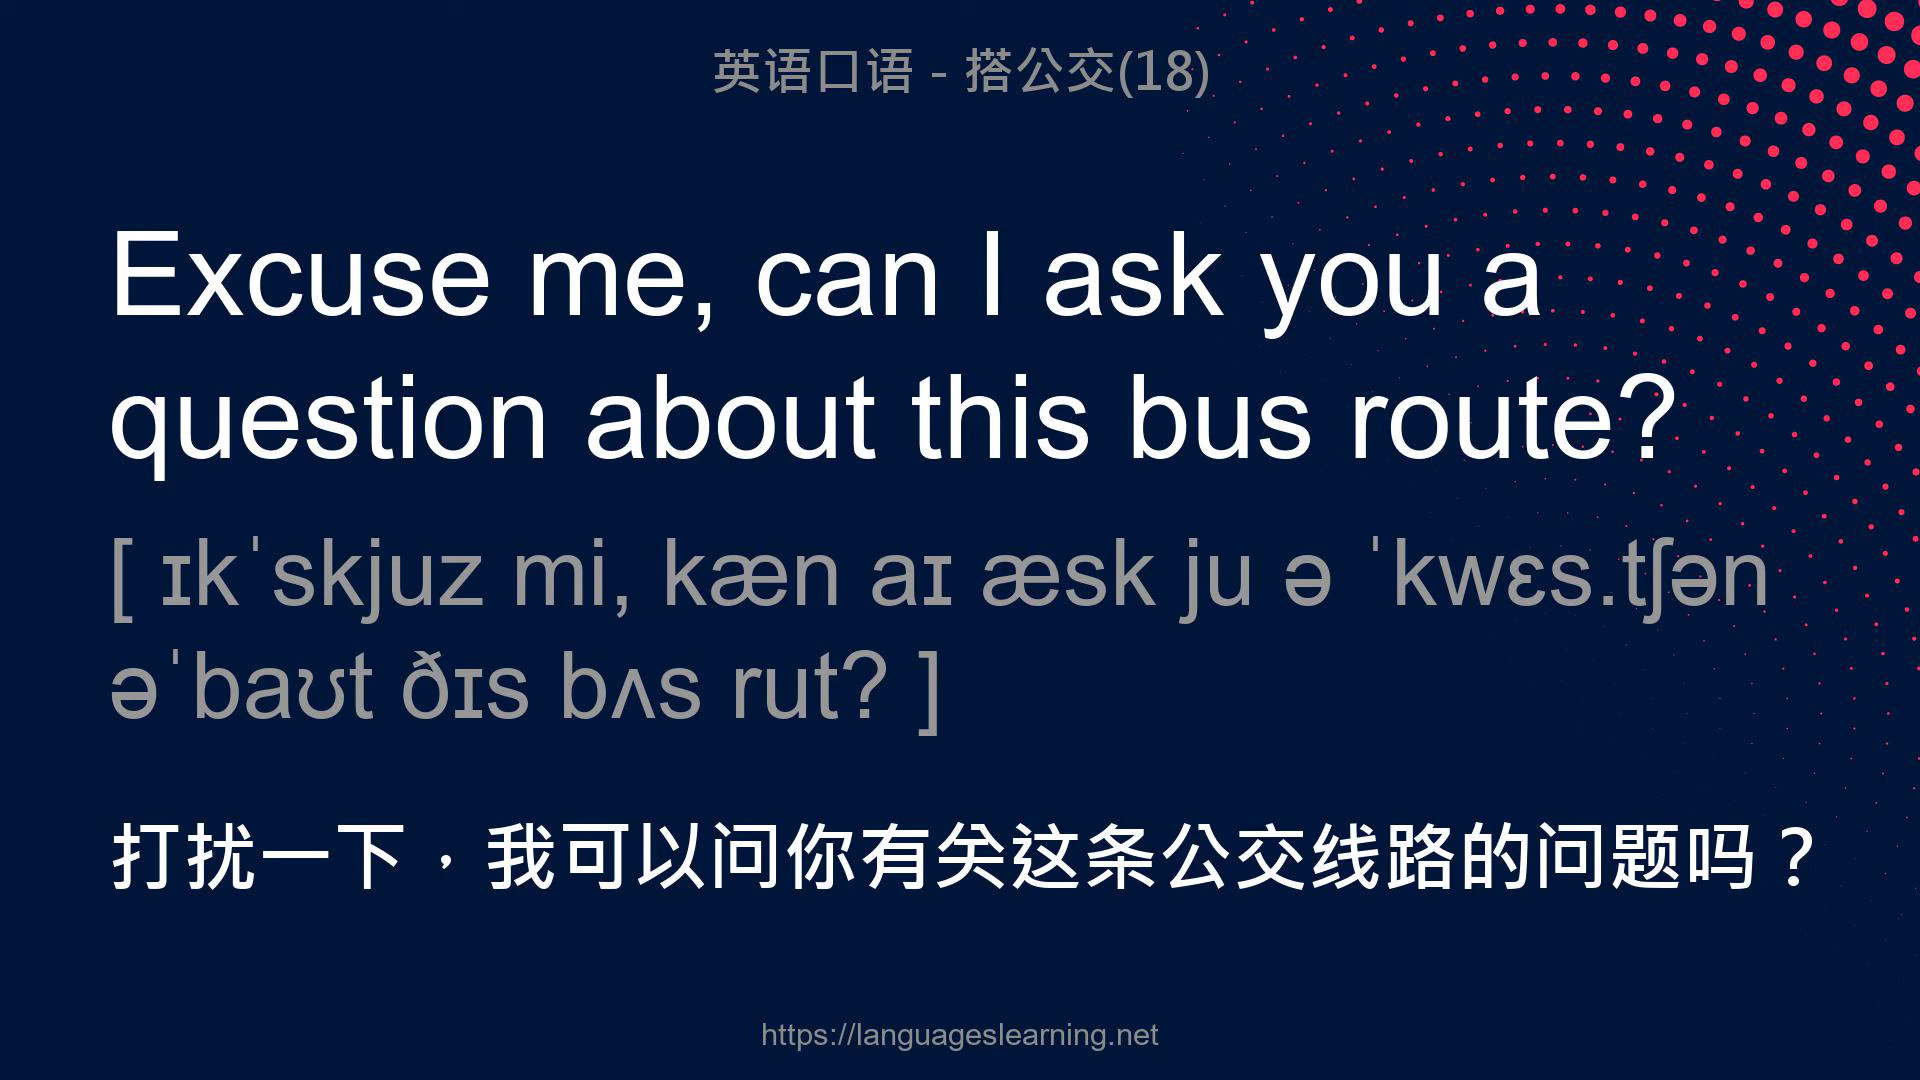 英语口语 - 搭公交(18)
Excuse me, can I ask you a
question about this bus route?
[ ɪkˈskjuz mi, kæn aɪ æsk ju ə ˈkwɛs.tʃən
əˈbaʊt ðɪs bʌs rut? ]
打扰一下，我可以问你有关这条公交线路的问题吗？
https://languageslearning.net